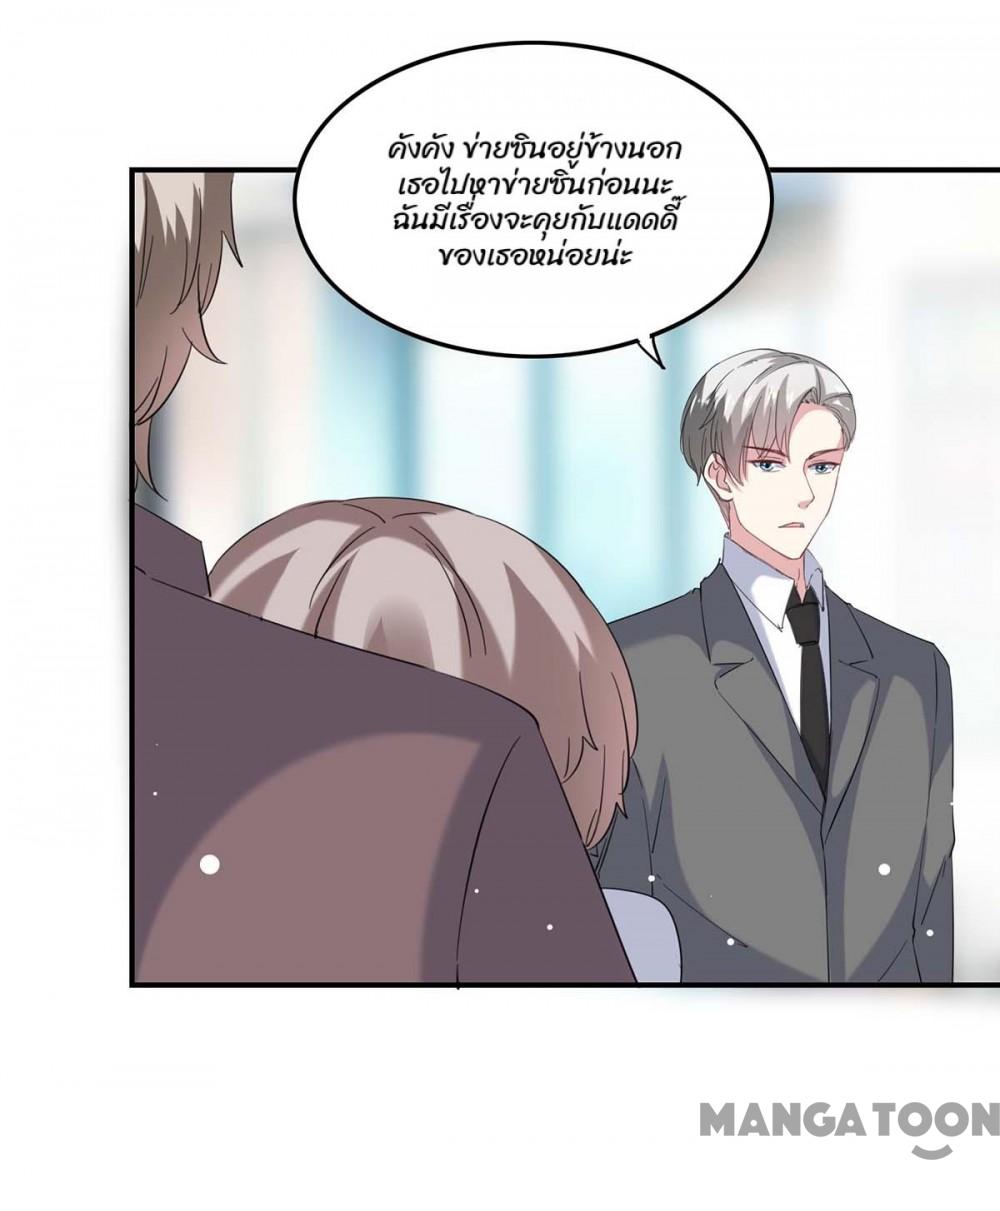 คังคัง ข่ายซินอยู่ข้างนอก
เธอไปหาข่ายซินก่อนนะ
ฉันมีเรื่องจะคุยกับแดดดี๊
ของเธอหน่อยน่ะ
MANGATOON